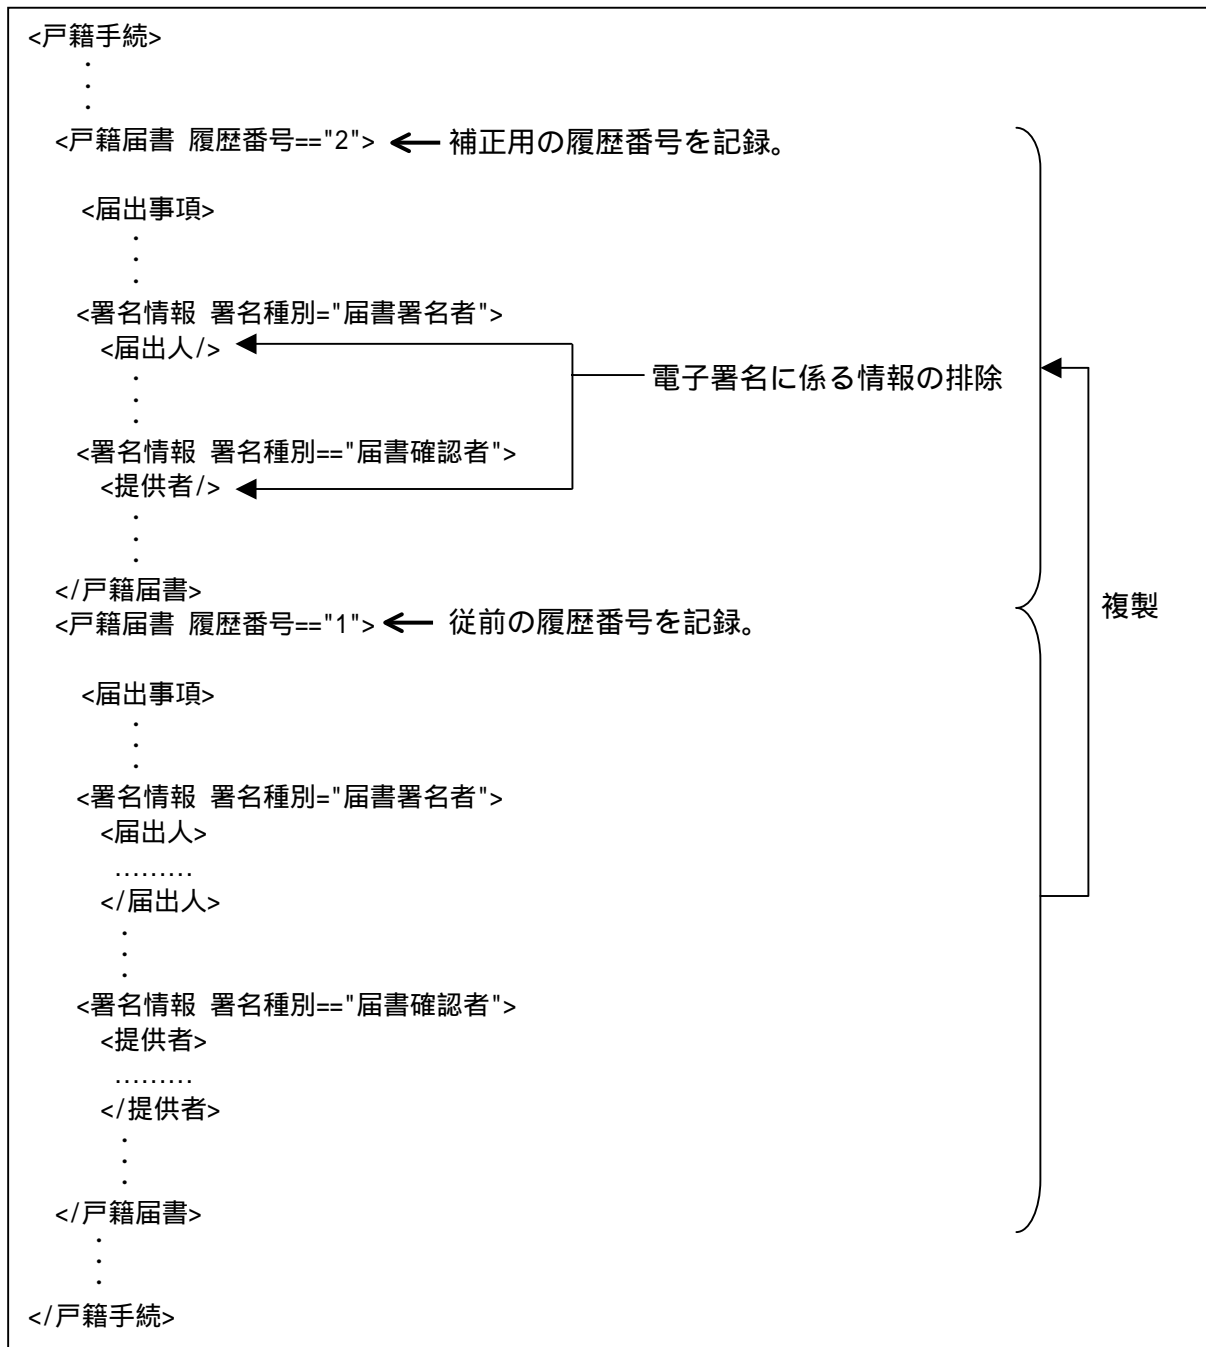 <戸籍手続>
・
・
・
<戸籍届書 履歴番号=="2"> ← 補正用の履歴番号を記録。
<届出事項>
・
・
・
<署名情報 署名種別="届書署名者">
<届出人/>
電子署名に係る情報の排除
・
・
・
<署名情報 署名種別=="届書確認者">
<提供者/>
・
・
・
</戸籍届書>
複製
<戸籍届書 履歴番号=="1"> ← 従前の履歴番号を記録。
<届出事項>
・
・
・
<署名情報 署名種別="届書署名者">
<届出人>
………
</届出人>
・
・
・
<署名情報 署名種別=="届書確認者">
<提供者>
………
</提供者>
・
・
・
</戸籍届書>
・
・
・
</戸籍手続>